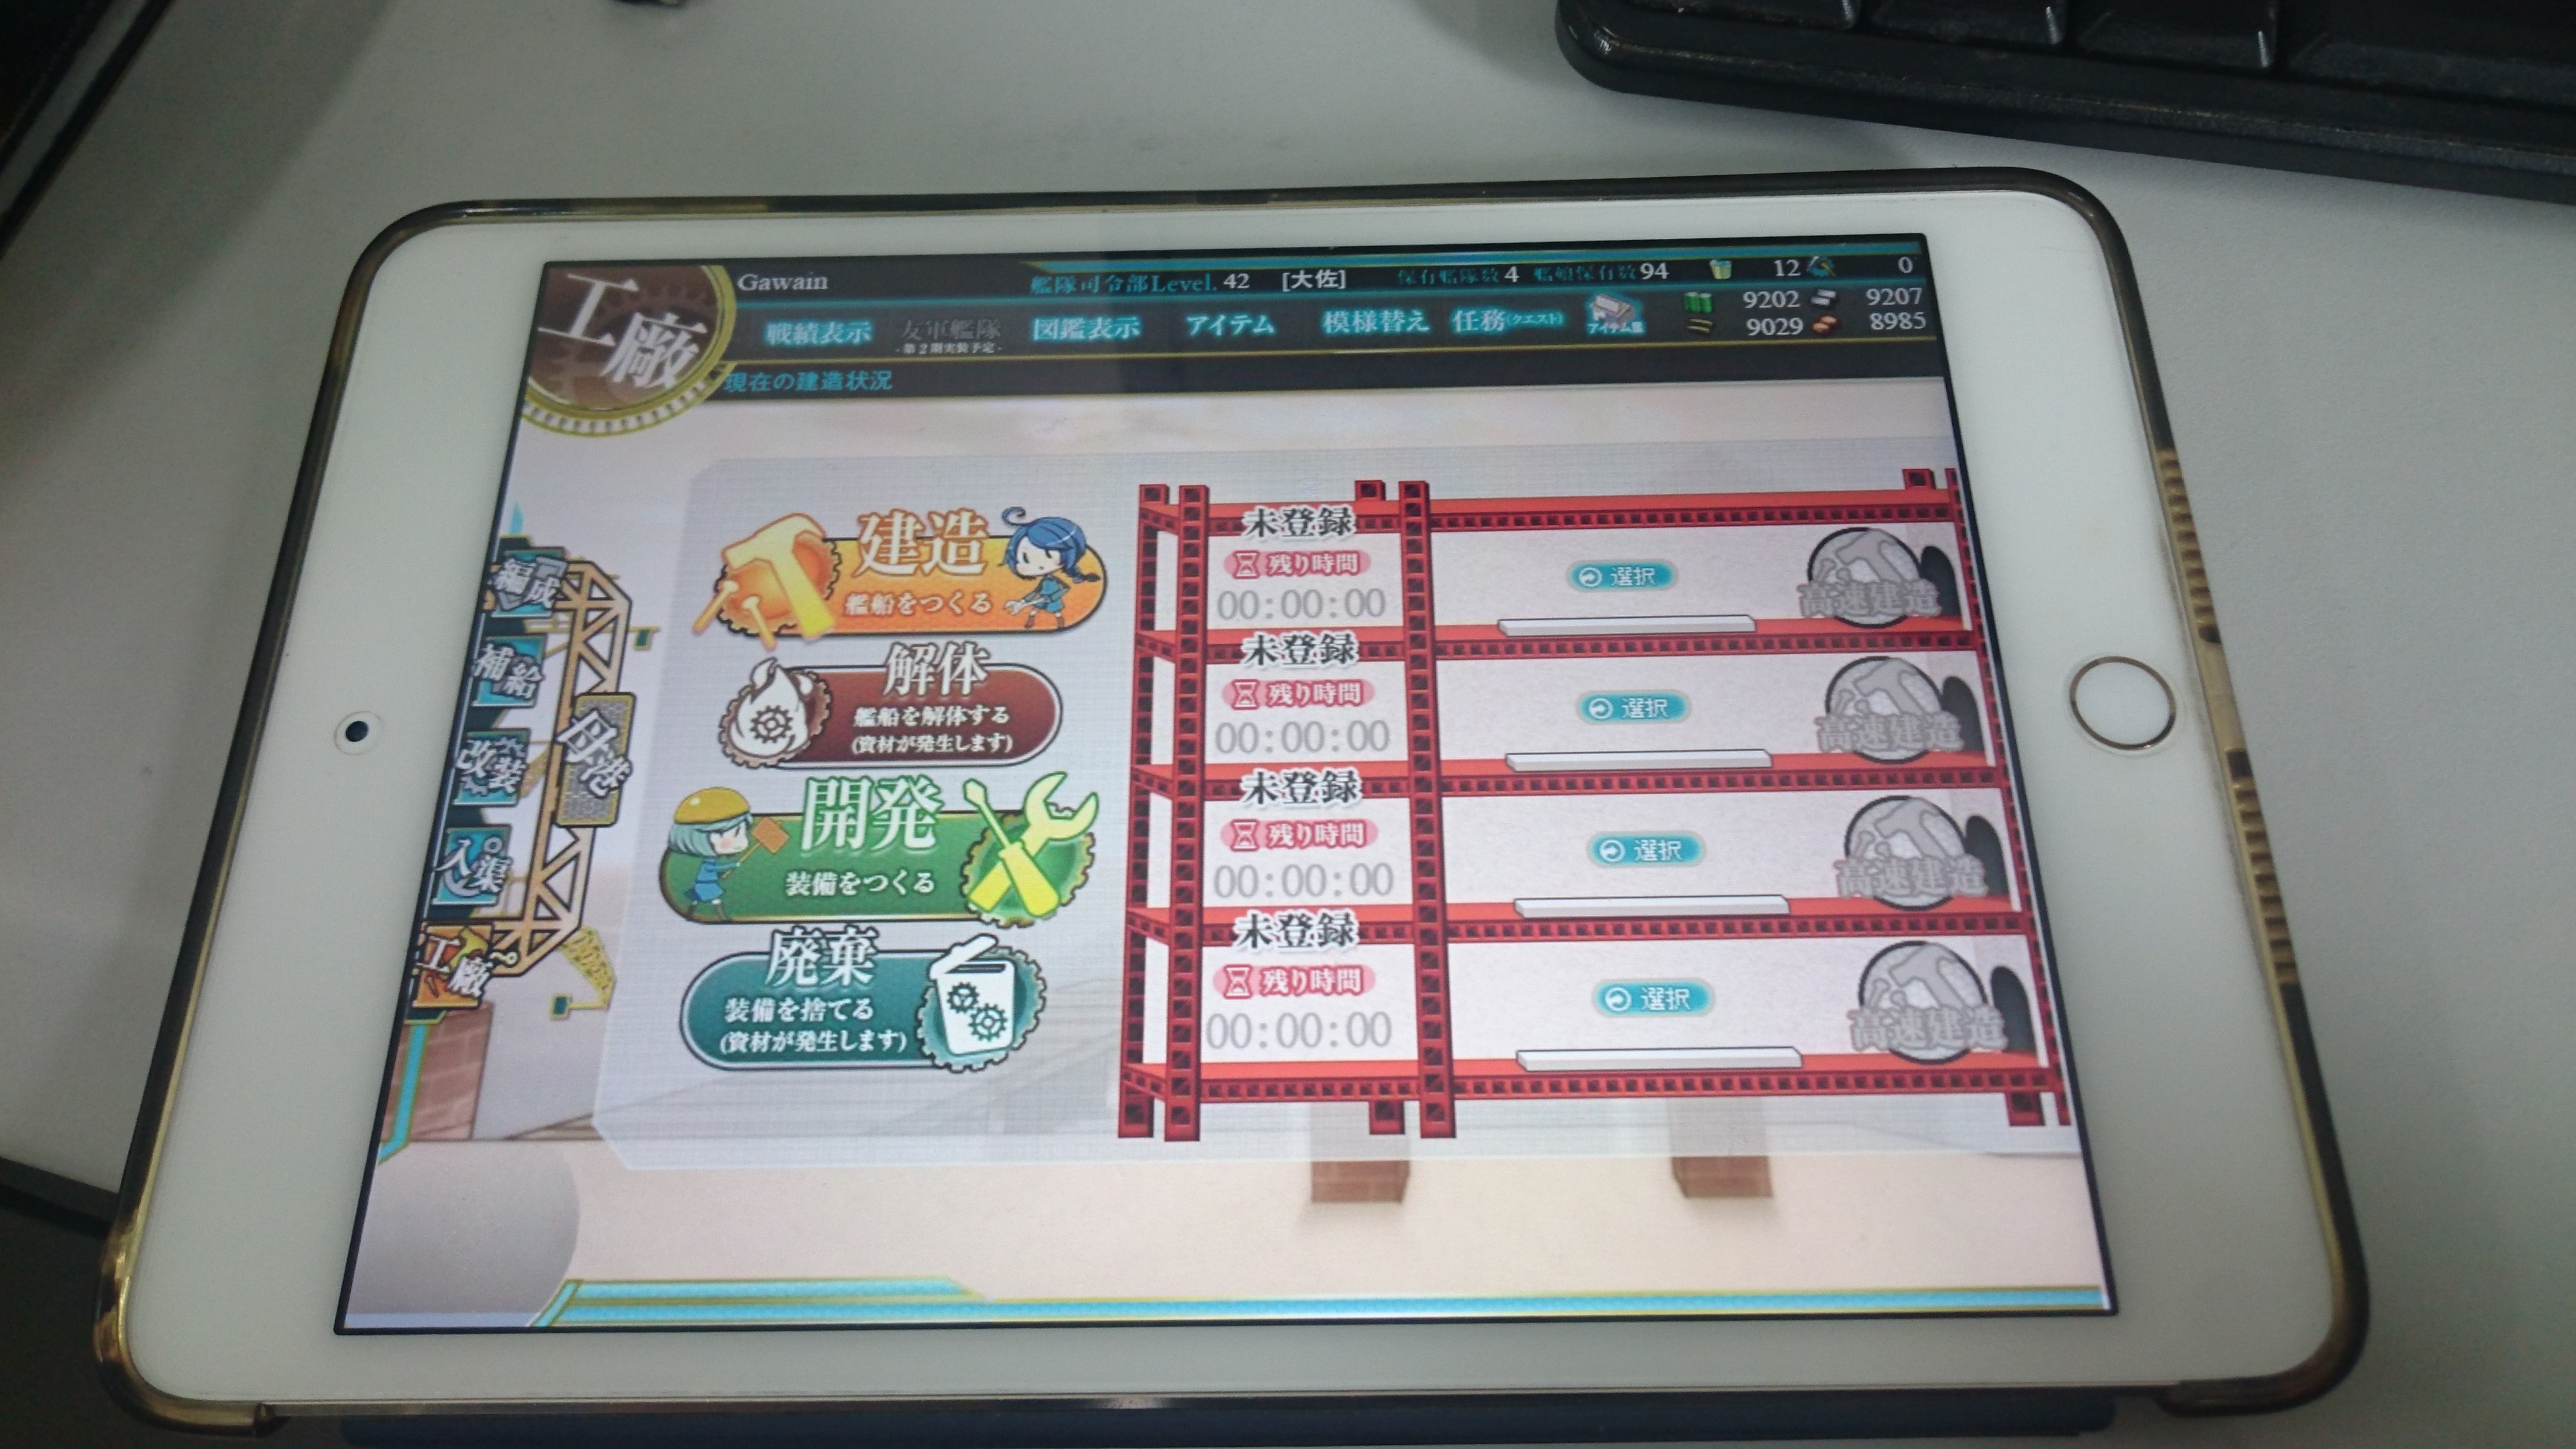 工廠
Gawain
艦隊司令部Level. 42 [大佐] 保有艦隊数 4 艦娘保有数 94 12 0
戦績表示 友軍艦隊 図鑑表示 アイテム 模様替え 任務(クエスト) アイテム屋
-第2期実装予定-
9202 9207
9029 8985
現在の建造状況
編成
補給
改装
入渠
工廠
母港
建造
艦船をつくる
解体
艦船を解体する
(資材が発生します)
開発
装備をつくる
廃棄
装備を捨てる
(資材が発生します)
未登録
残り時間
00:00:00
選択
高速建造
未登録
残り時間
00:00:00
選択
高速建造
未登録
残り時間
00:00:00
選択
高速建造
未登録
残り時間
00:00:00
選択
高速建造